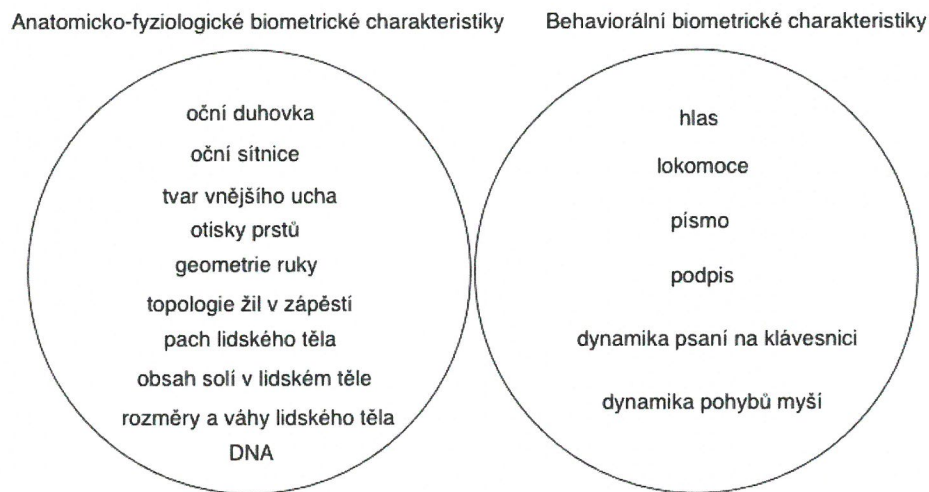 Anatomicko-fyziologické biometrické charakteristiky
oční duhovka
oční sítnice
tvar vnějšího ucha
otisky prstů
geometrie ruky
topologie žil v zápěstí
pach lidského těla
obsah solí v lidském těle
rozměry a váhy lidského těla
DNA
Behaviorální biometrické charakteristiky
hlas
lokomoce
písmo
podpis
dynamika psaní na klávesnici
dynamika pohybů myší